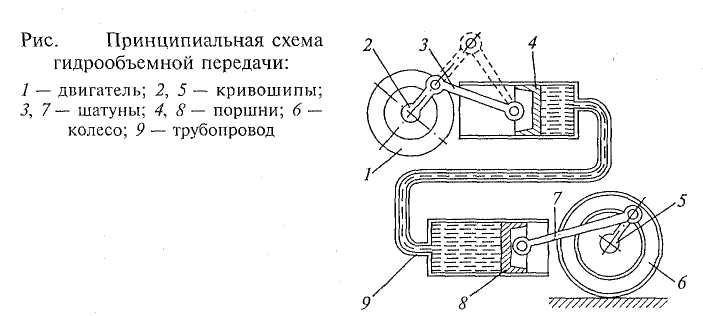 Рис. Принципиальная схема
гидрообъемной передачи:
1 — двигатель; 2, 5 — кривошипы;
3, 7 — шатуны; 4, 8 — поршни; 6 —
колесо; 9 — трубопровод
2
3
4
1
7
5
9
8
6